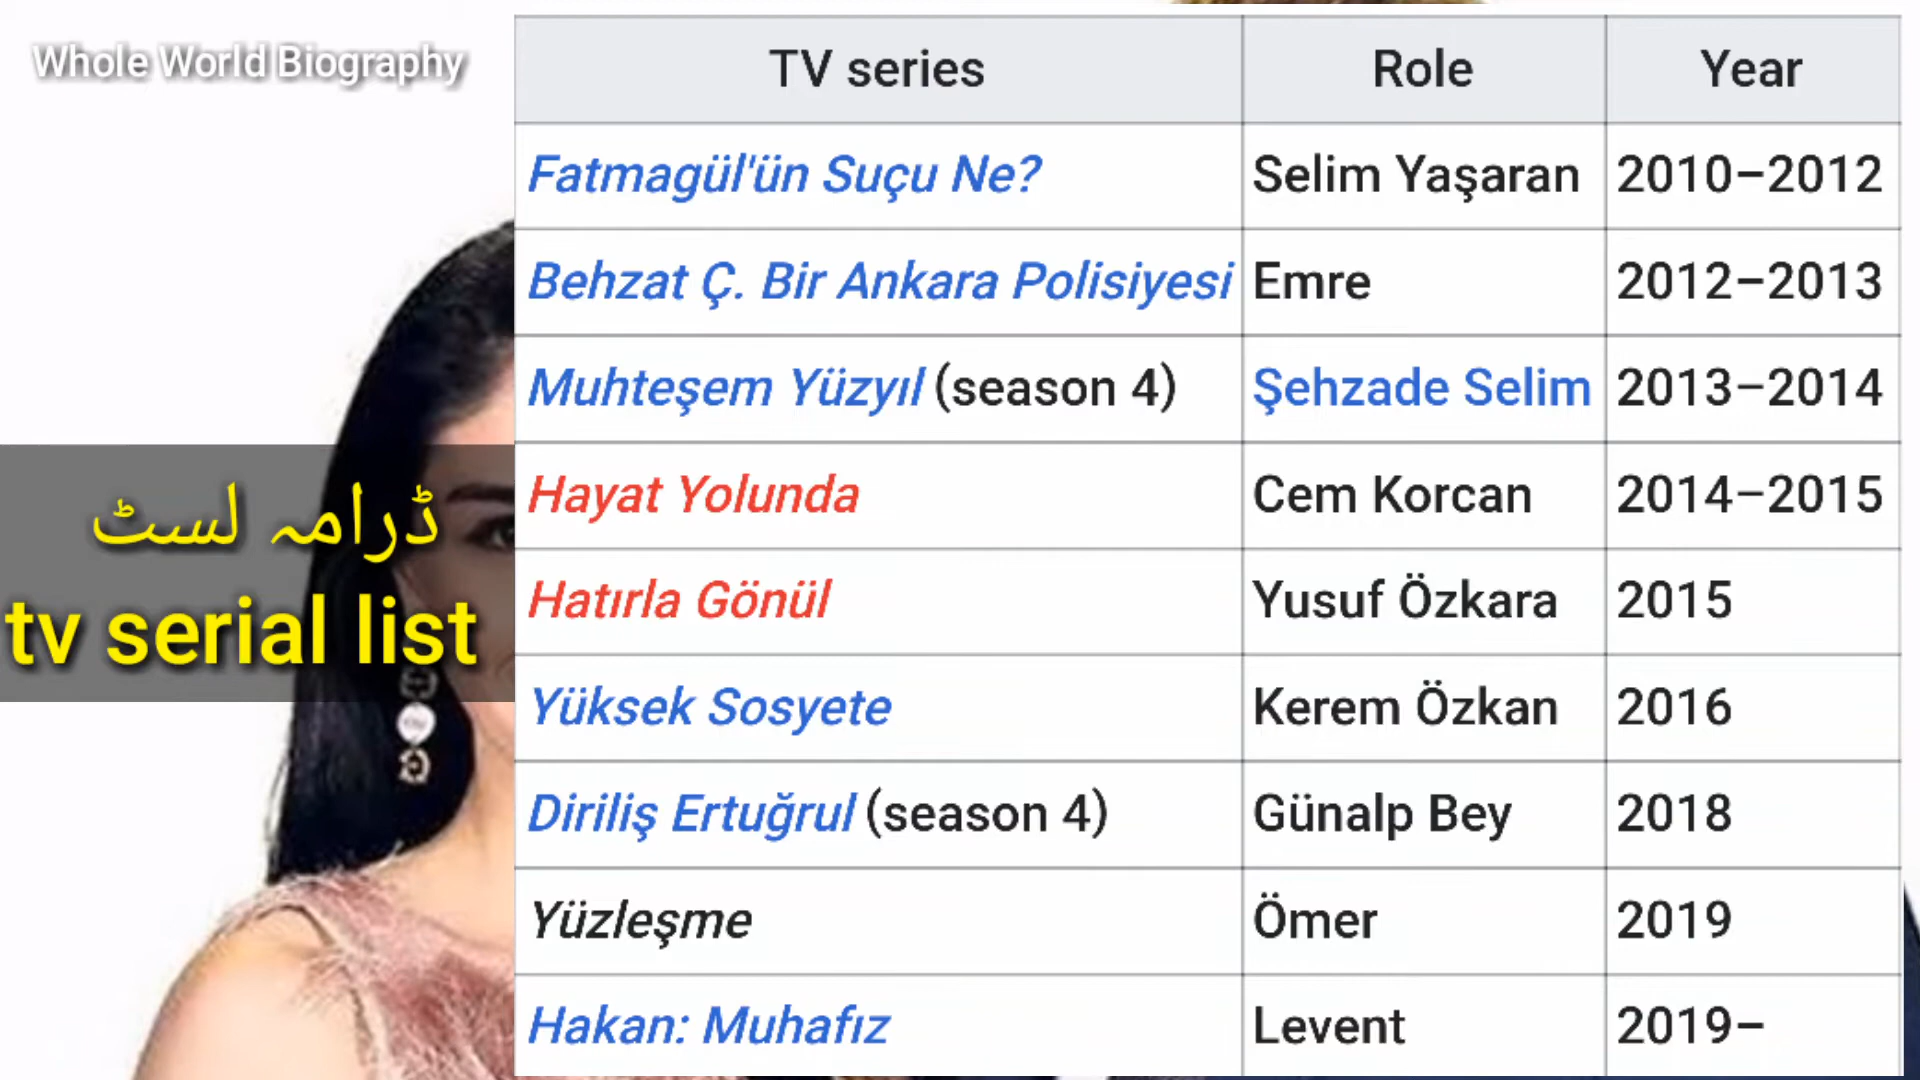 Whole World Biography
TV series Role Year
Fatmagül'ün Suçu Ne? Selim Yaşaran 2010–2012
Behzat Ç. Bir Ankara Polisiyesi Emre 2012–2013
Muhteşem Yüzyıl (season 4) Şehzade Selim 2013–2014
Hayat Yolunda Cem Korcan 2014–2015
Hatırla Gönül Yusuf Özkara 2015
Yüksek Sosyete Kerem Özkan 2016
Diriliş Ertuğrul (season 4) Günalp Bey 2018
Yüzleşme Ömer 2019
Hakan: Muhafız Levent 2019–
ڈرامہ لسٹ
tv serial list